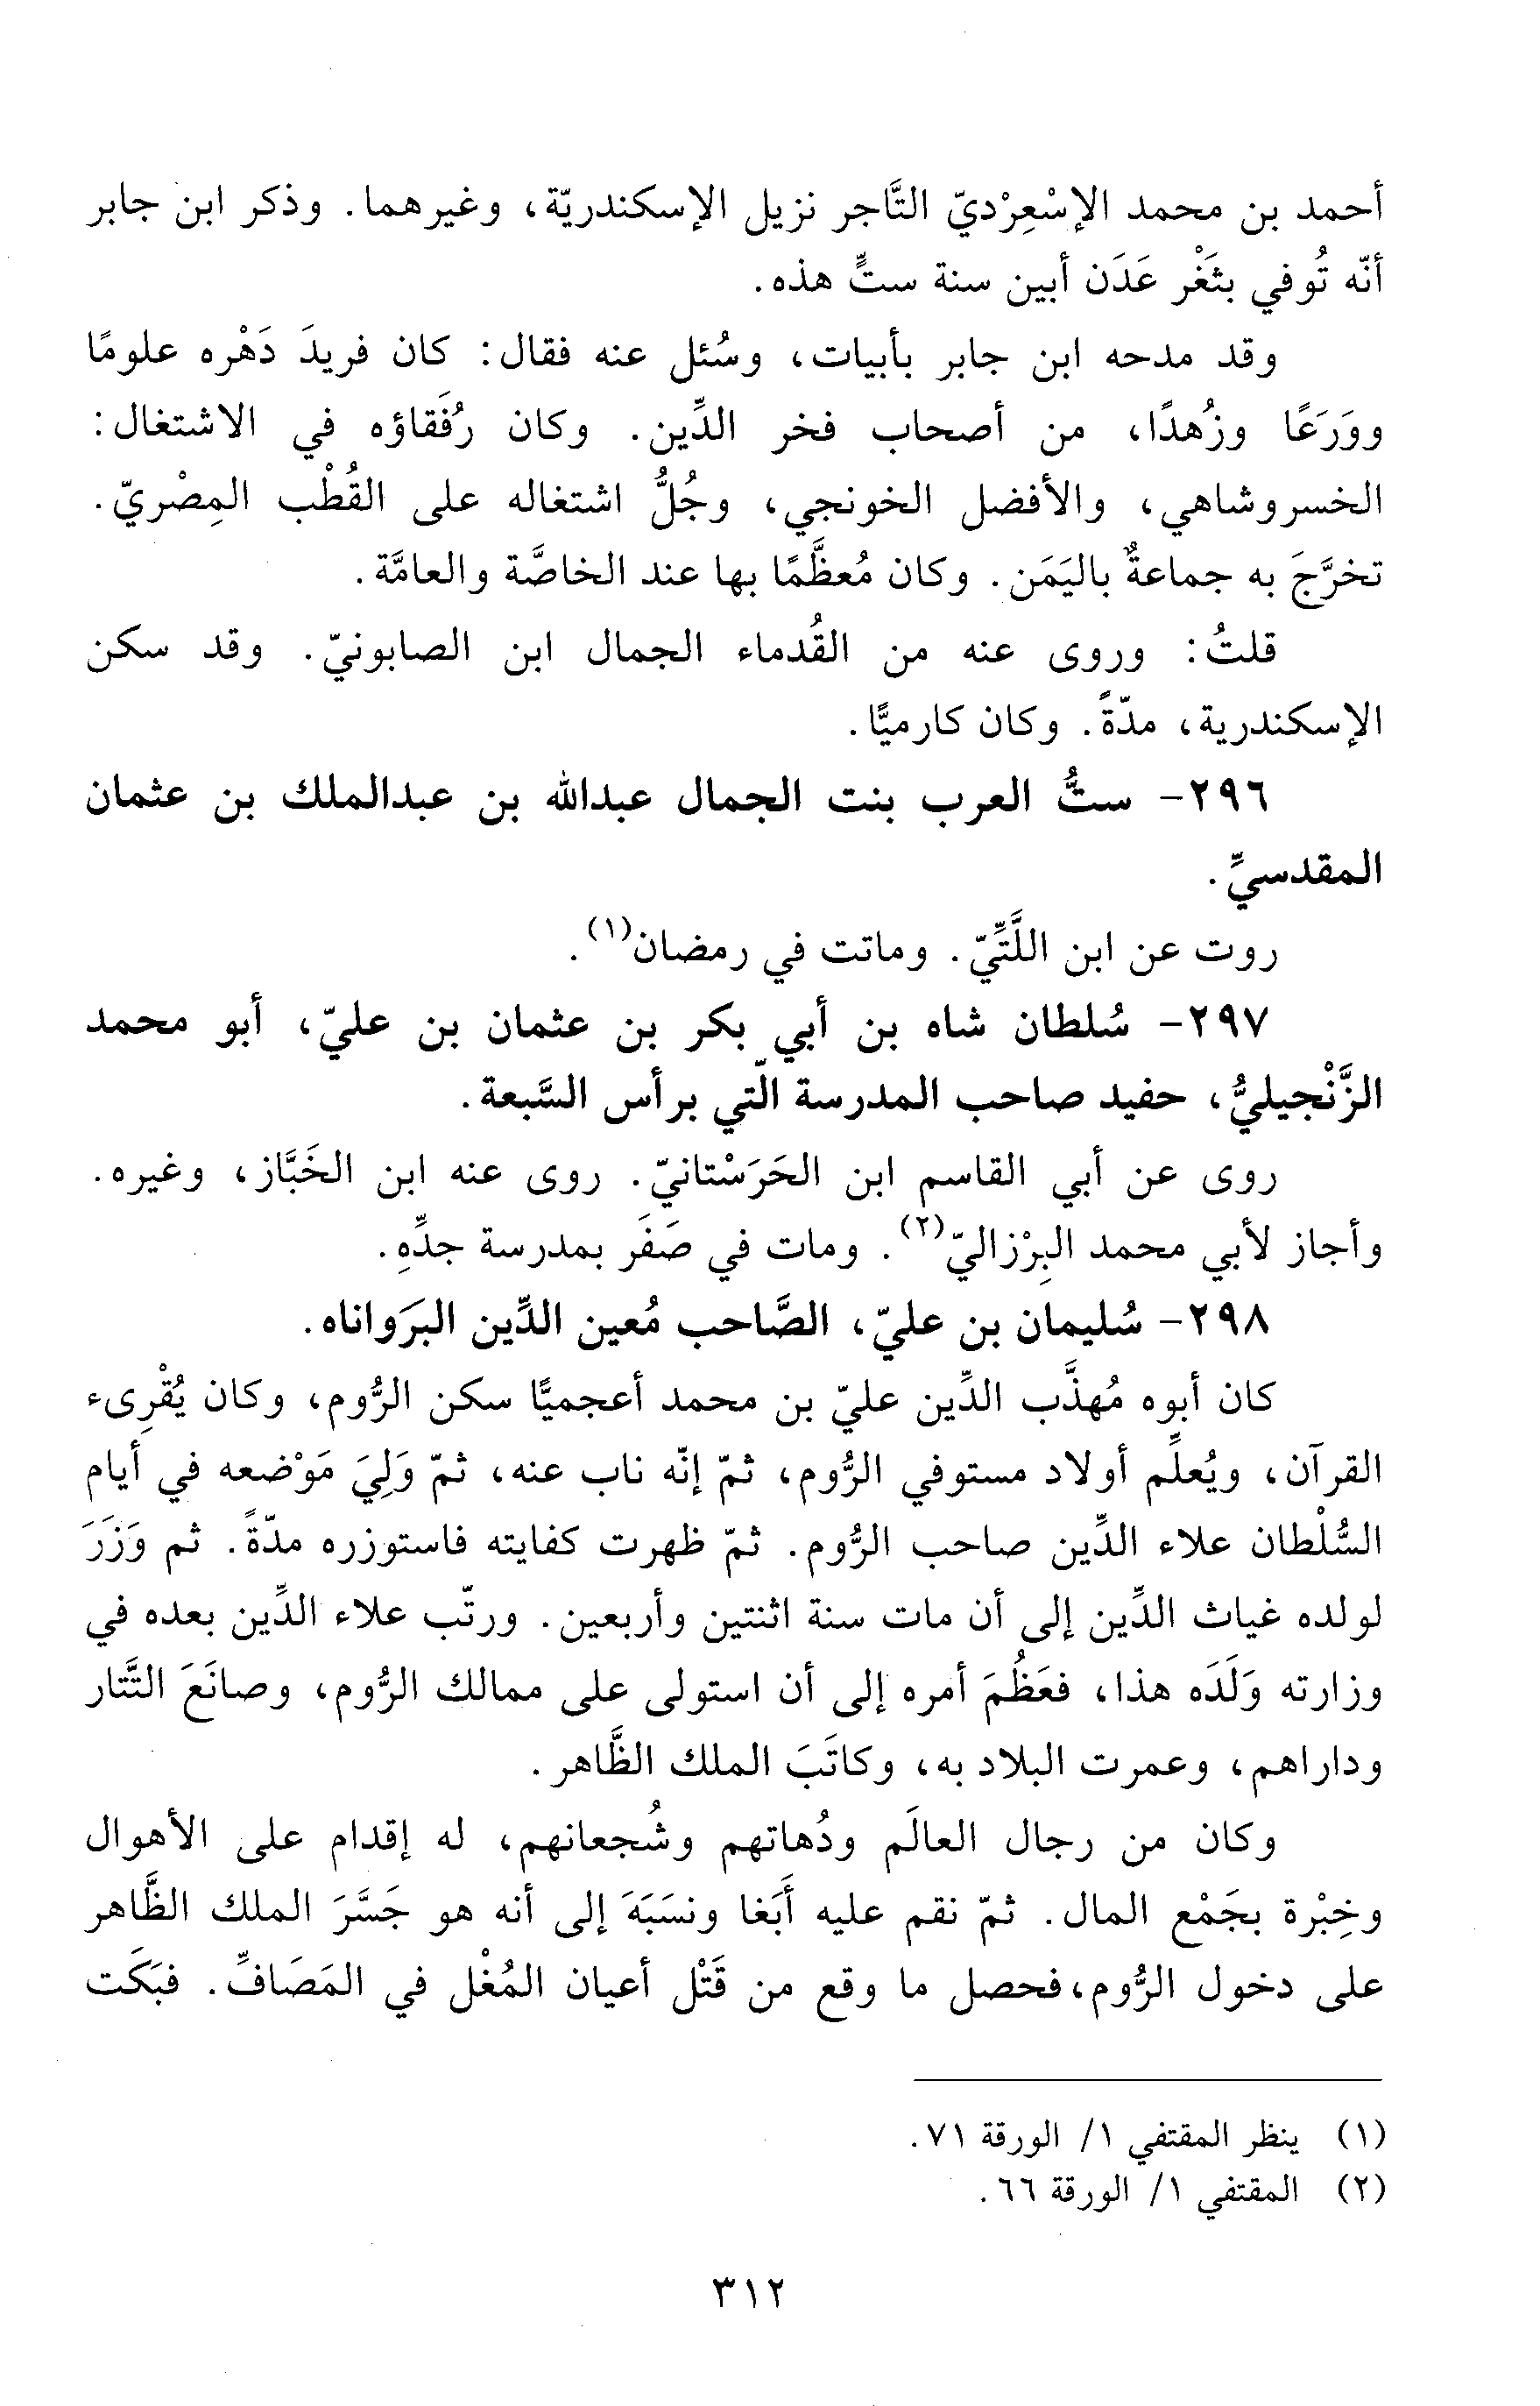 أحمد بن محمد الإسْعِرْديّ التَّاجر نزيل الإسكندريّة، وغيرهما. وذكر ابن جابر
أنّه تُوفي بثَغْر عَدَن أبين سنة ستٍّ هذه.
وقد مدحه ابن جابر بأبيات، وسُئل عنه فقال: كان فريدَ دَهْره علومًا
ووَرَعًا وزُهدًا، من أصحاب فخر الدِّين. وكان رُفَقاؤه في الاشتغال:
الخسروشاهي، والأفضل الخونجي، وجُلُّ اشتغاله على القُطْب المِصْريّ.
تخرَّجَ به جماعةٌ باليَمَن. وكان مُعظَّمًا بها عند الخاصَّة والعامَّة.
قلتُ: وروى عنه من القُدماء الجمال ابن الصابونيّ. وقد سكن
الإسكندرية، مدّةً. وكان كارميًّا.
٢٩٦- ستُّ العرب بنت الجمال عبدالله بن عبدالملك بن عثمان
المقدسيِّ.
روت عن ابن اللَّتِّيّ. وماتت في رمضان(١).
٢٩٧- سُلطان شاه بن أبي بكر بن عثمان بن عليّ، أبو محمد
الزَّنْجيليُّ، حفيد صاحب المدرسة الّتي برأس السَّبعة.
روى عن أبي القاسم ابن الحَرَسْتانيّ. روى عنه ابن الخَبَّاز، وغيره.
وأجاز لأبي محمد البِرْزاليّ(٢). ومات في صَفَر بمدرسة جدِّهِ.
٢٩٨- سُليمان بن عليّ، الصَّاحب مُعين الدِّين البرَواناه.
كان أبوه مُهذَّب الدِّين عليّ بن محمد أعجميًّا سكن الرُّوم، وكان يُقْرِىء
القرآن، ويُعلِّم أولاد مستوفي الرُّوم، ثمّ إنّه ناب عنه، ثمّ وَلِيَ مَوْضعه في أيام
السُّلْطان علاء الدِّين صاحب الرُّوم. ثمّ ظهرت كفايته فاستوزره مدّةً. ثم وَزَرَ
لولده غياث الدِّين إلى أن مات سنة اثنتين وأربعين. ورتّب علاء الدِّين بعده في
وزارته وَلَدَه هذا، فعَظُمَ أمره إلى أن استولى على ممالك الرُّوم، وصانَعَ التَّتار
وداراهم، وعمرت البلاد به، وكاتَبَ الملك الظَّاهر.
وكان من رجال العالَم ودُهاتهم وشُجعانهم، له إقدام على الأهوال
وخِبْرة بجَمْع المال. ثمّ نقم عليه أَبَغا ونسَبَهَ إلى أنه هو جَسَّرَ الملك الظَّاهر
على دخول الرُّوم،فحصل ما وقع من قَتْل أعيان المُغْل في المَصَافِّ. فبَكَت
(١) ينظر المقتفي ١/ الورقة ٧١.
(٢) المقتفي ١/ الورقة ٦٦.
٣١٢